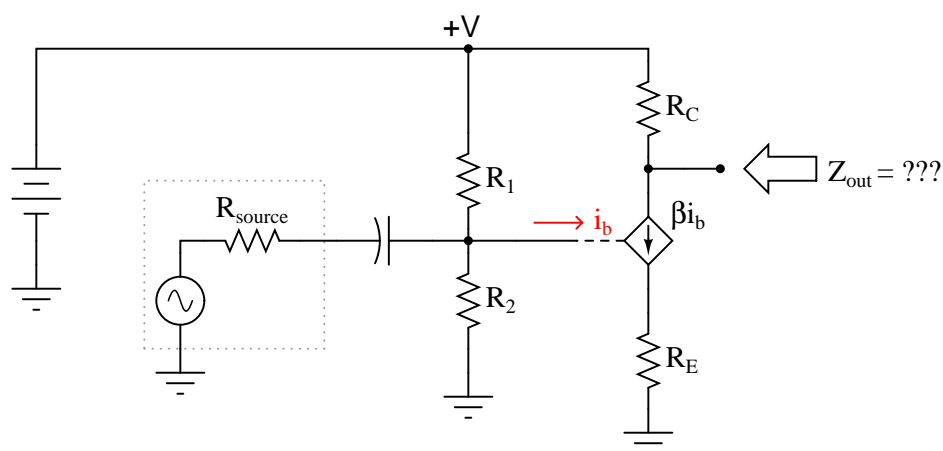 +V
R_C
Z_out = ???
R_1
R_source
i_b
βi_b
R_2
R_E